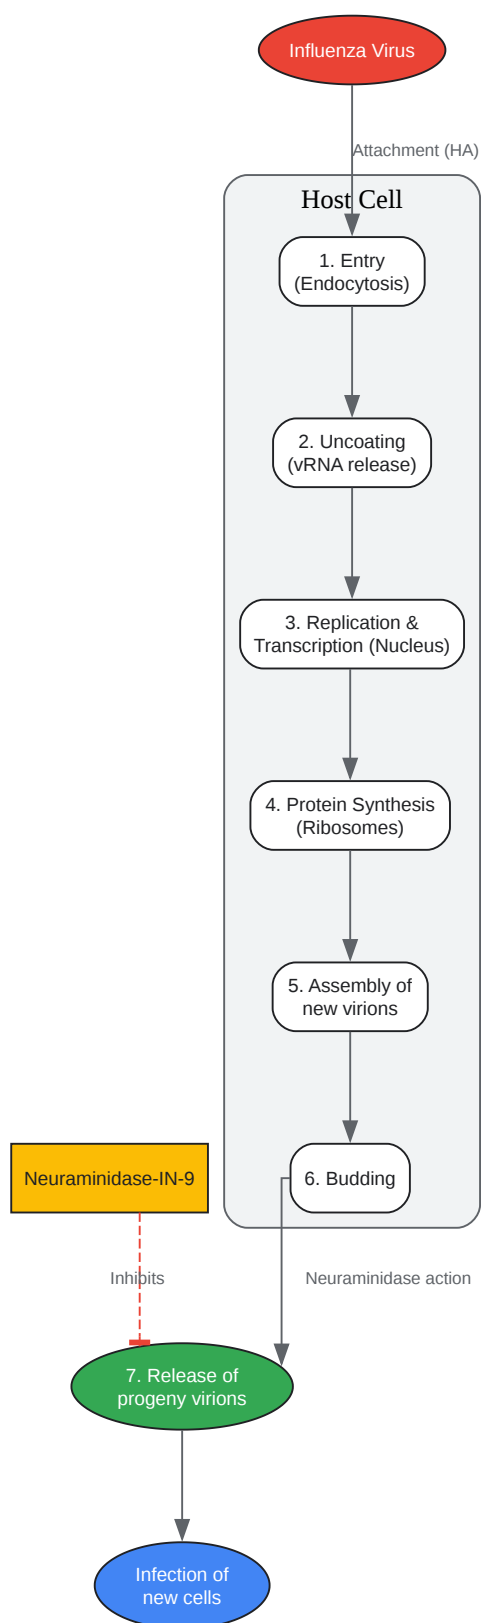 Influenza Virus
Attachment (HA)
Host Cell
1. Entry
(Endocytosis)
2. Uncoating
(vRNA release)
3. Replication &
Transcription (Nucleus)
4. Protein Synthesis
(Ribosomes)
5. Assembly of
new virions
Neuraminidase-IN-9
6. Budding
Inhibits
Neuraminidase action
7. Release of
progeny virions
Infection of
new cells